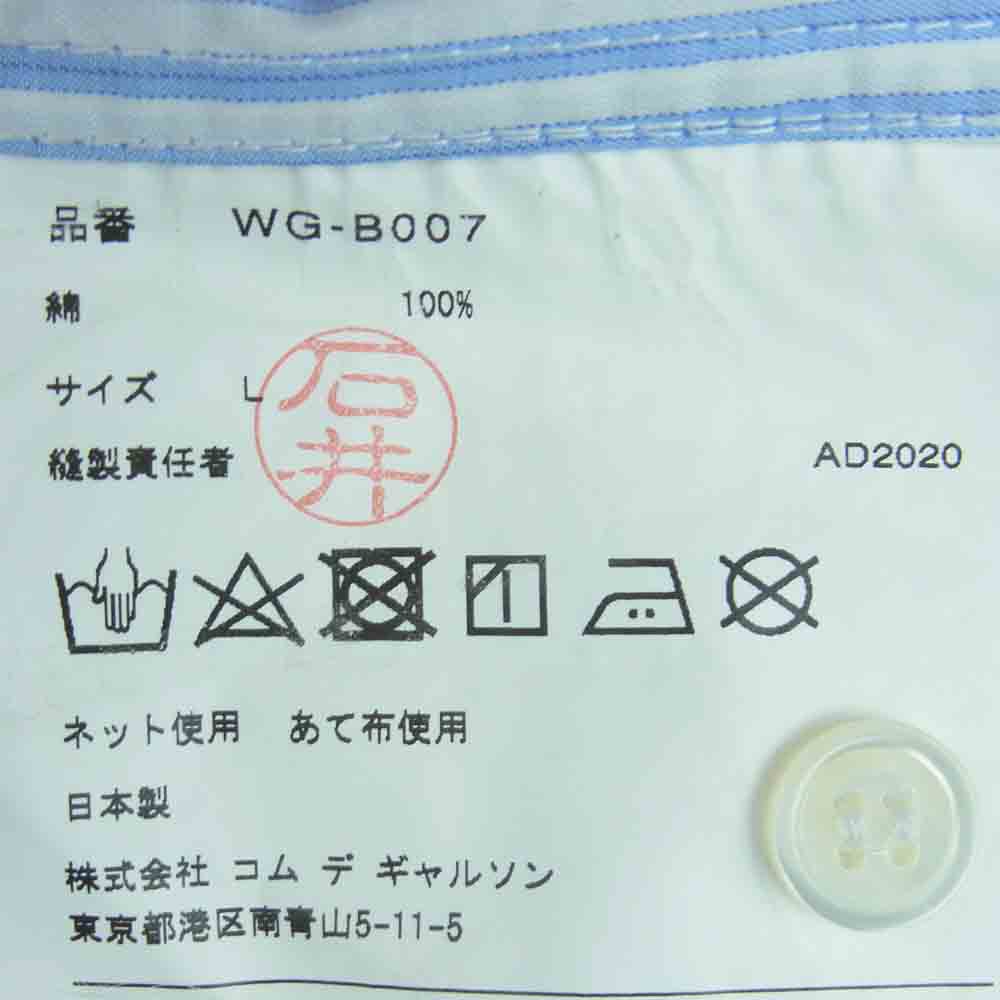 品番 WG-B007
綿 100%
サイズ L
石井
縫製責任者 AD2020
ネット使用 あて布使用
日本製
株式会社 コム デ ギャルソン
東京都港区南青山5-11-5